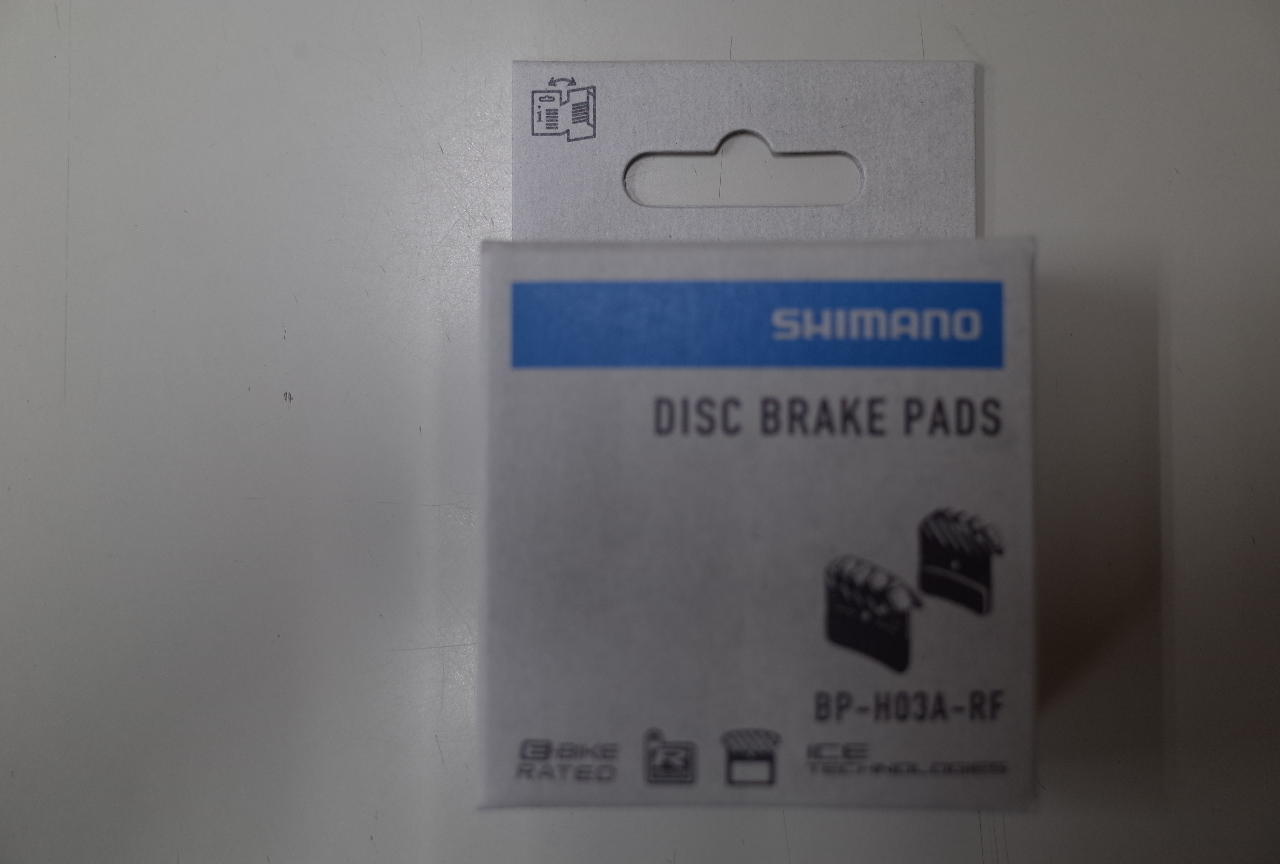 i
SHIMANO
DISC BRAKE PADS
BP-H03A-RF
E-BIKE
RATED
R
ICE
TECHNOLOGIES